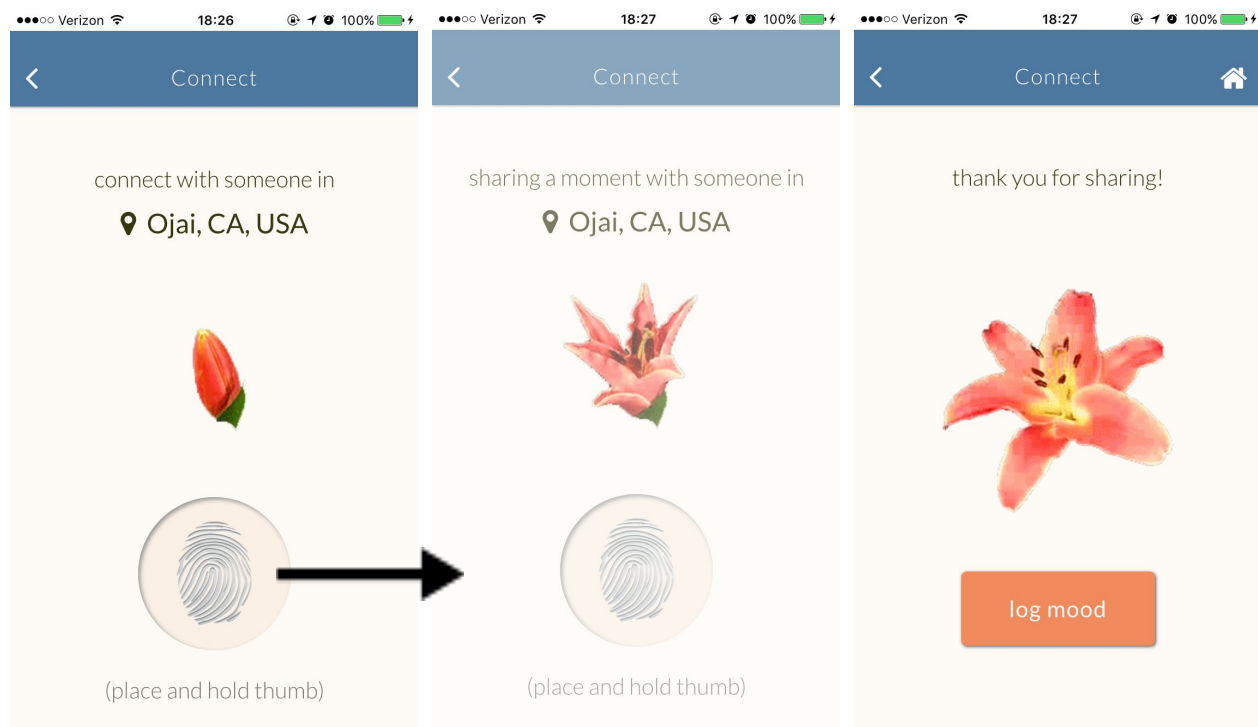 Verizon 18:26 100%
Connect
connect with someone in
Ojai, CA, USA
(place and hold thumb)
Verizon 18:27 100%
Connect
sharing a moment with someone in
Ojai, CA, USA
(place and hold thumb)
Verizon 18:27 100%
Connect
thank you for sharing!
log mood